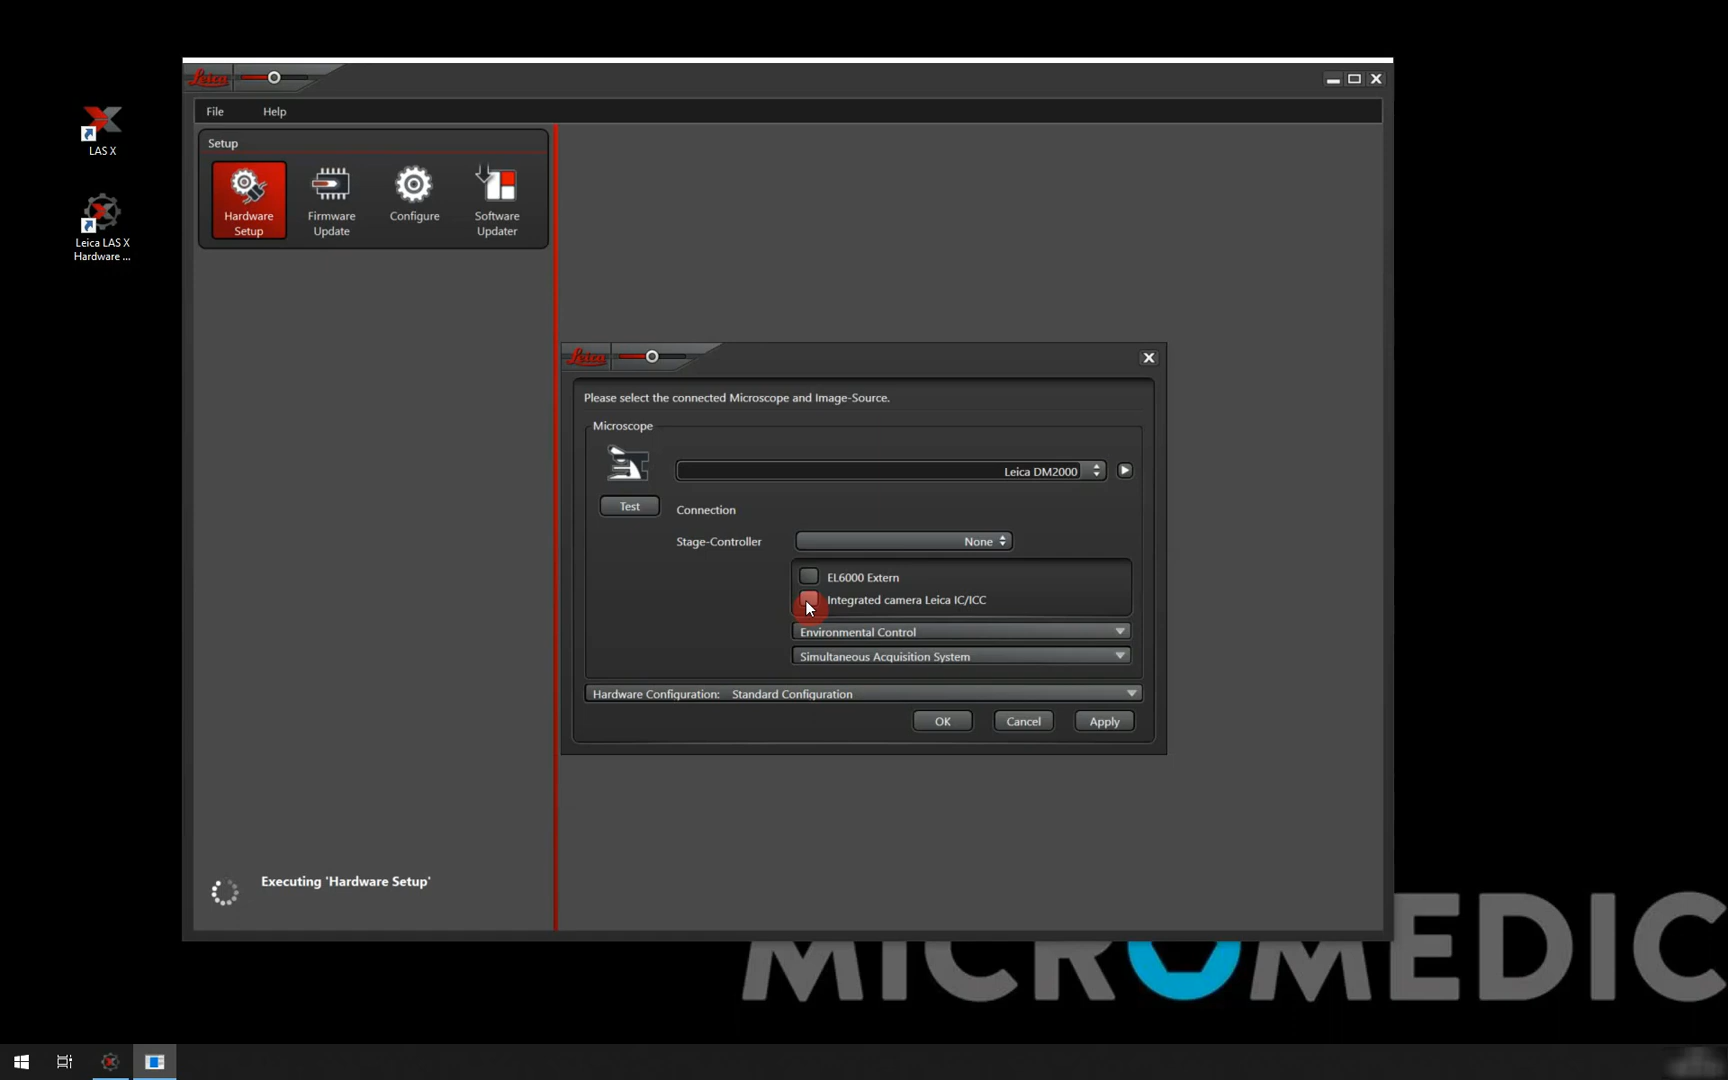 Leica
File Help
Setup
Hardware Setup
Firmware Update
Configure
Software Updater
LAS X
Leica LAS X
Hardware ...
Leica
Please select the connected Microscope and Image-Source.
Microscope
Leica DM2000
Test
Connection
Stage-Controller
None
EL6000 Extern
Integrated camera Leica IC/ICC
Environmental Control
Simultaneous Acquisition System
Hardware Configuration: Standard Configuration
OK Cancel Apply
Executing 'Hardware Setup'
MICROMEDIC